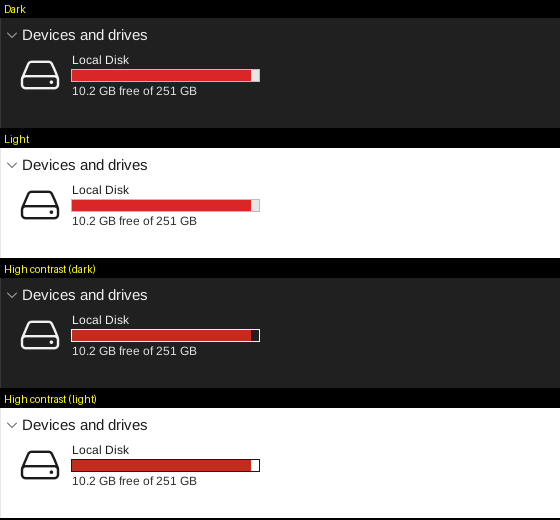 Dark
Devices and drives
Local Disk
10.2 GB free of 251 GB
Light
Devices and drives
Local Disk
10.2 GB free of 251 GB
High contrast (dark)
Devices and drives
Local Disk
10.2 GB free of 251 GB
High contrast (light)
Devices and drives
Local Disk
10.2 GB free of 251 GB